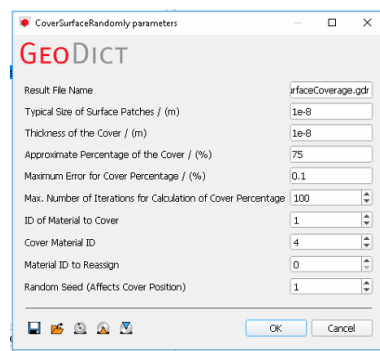 CoverSurfaceRandomly parameters
GEODICT
Result File Name rfaceCoverage.gdr
Typical Size of Surface Patches / (m) 1e-8
Thickness of the Cover / (m) 1e-8
Approximate Percentage of the Cover / (%) 75
Maximum Error for Cover Percentage / (%) 0.1
Max. Number of Iterations for Calculation of Cover Percentage 100
ID of Material to Cover 1
Cover Material ID 4
Material ID to Reassign 0
Random Seed (Affects Cover Position) 1
OK Cancel